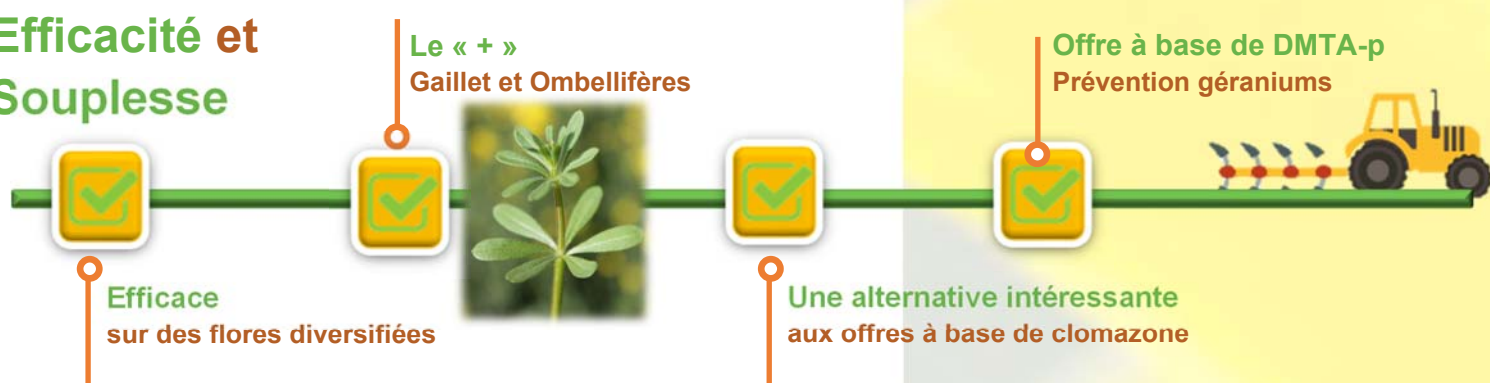 Efficacité et
Souplesse
Le « + »
Gaillet et Ombellifères
Offre à base de DMTA-p
Prévention géraniums
Efficace
sur des flores diversifiées
Une alternative intéressante
aux offres à base de clomazone